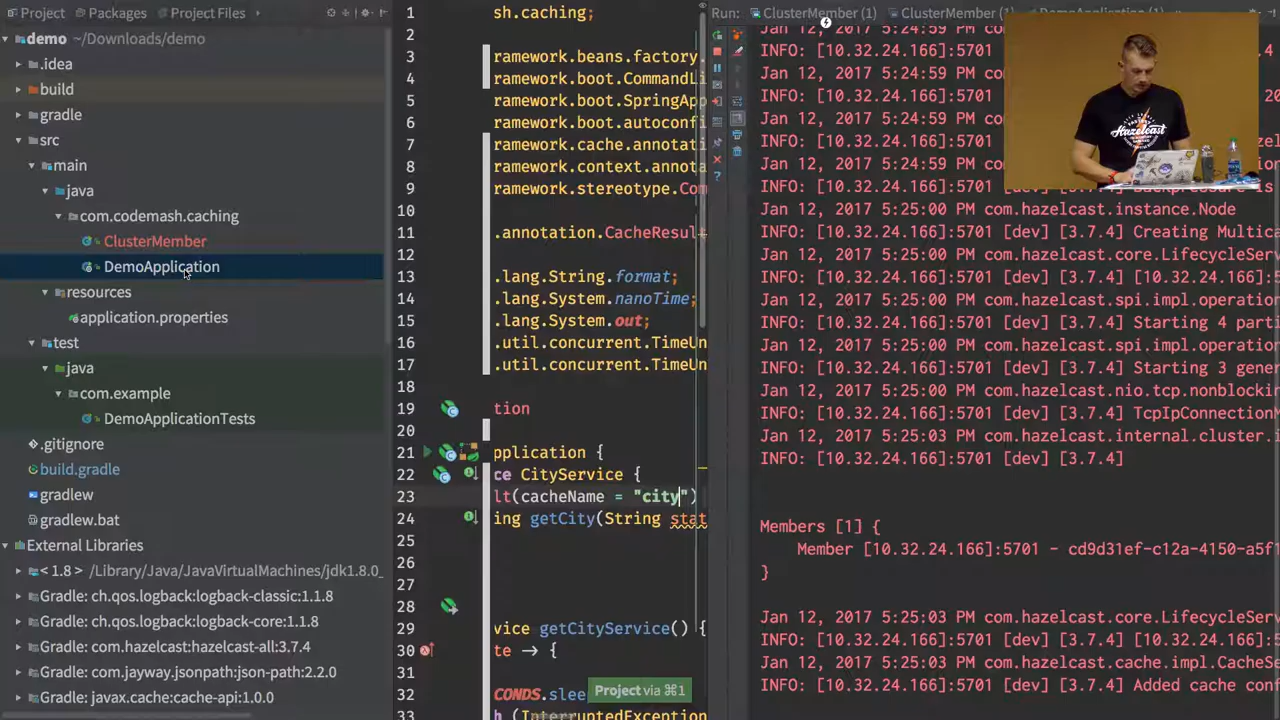 Project Packages Project Files
demo ~/Downloads/demo
.idea
build
gradle
src
main
java
com.codemash.caching
ClusterMember
DemoApplication
resources
application.properties
test
java
com.example
DemoApplicationTests
.gitignore
build.gradle
gradlew
gradlew.bat
External Libraries
< 1.8 > /Library/Java/JavaVirtualMachines/jdk1.8.0_
Gradle: ch.qos.logback:logback-classic:1.1.8
Gradle: ch.qos.logback:logback-core:1.1.8
Gradle: com.hazelcast:hazelcast-all:3.7.4
Gradle: com.jayway.jsonpath:json-path:2.2.0
Gradle: javax.cache:cache-api:1.0.0
1 sh.caching;
2
3 ramework.beans.factory.
4 ramework.boot.CommandLi
5 ramework.boot.SpringApp
6 ramework.boot.autoconfi
7 ramework.cache.annotati
8 ramework.context.annota
9 ramework.stereotype.Com
10
11 .annotation.CacheResult
12
13 .lang.String.format;
14 .lang.System.nanoTime;
15 .lang.System.out;
16 .util.concurrent.TimeUn
17 .util.concurrent.TimeUn
18
19 tion
20
21 pplication {
22 ce CityService {
23 lt(cacheName = "city")
24 ing getCity(String stat
25
26
27
28
29 vice getCityService() {
30 te -> {
31
32 CONDS.slee
33 h (InterruptedException
Project via ⌘1
Run: ClusterMember (1) ClusterMember (1) DemoApplication (1)
Jan 12, 2017 5:24:59 PM co
INFO: [10.32.24.166]:5701
Jan 12, 2017 5:24:59 PM co
INFO: [10.32.24.166]:5701
Jan 12, 2017 5:24:59 PM co
INFO: [10.32.24.166]:5701
Jan 12, 2017 5:24:59 PM co
INFO: [10.32.24.166]:5701 [dev] [3.7.4] Backpressure is
Jan 12, 2017 5:25:00 PM com.hazelcast.instance.Node
INFO: [10.32.24.166]:5701 [dev] [3.7.4] Creating Multica
Jan 12, 2017 5:25:00 PM com.hazelcast.core.LifecycleServ
INFO: [10.32.24.166]:5701 [dev] [3.7.4] [10.32.24.166]:5
Jan 12, 2017 5:25:00 PM com.hazelcast.spi.impl.operation
INFO: [10.32.24.166]:5701 [dev] [3.7.4] Starting 4 parti
Jan 12, 2017 5:25:00 PM com.hazelcast.spi.impl.operation
INFO: [10.32.24.166]:5701 [dev] [3.7.4] Starting 3 gener
Jan 12, 2017 5:25:00 PM com.hazelcast.nio.tcp.nonblockin
INFO: [10.32.24.166]:5701 [dev] [3.7.4] TcpIpConnectionM
Jan 12, 2017 5:25:03 PM com.hazelcast.internal.cluster.i
INFO: [10.32.24.166]:5701 [dev] [3.7.4]
Members [1] {
Member [10.32.24.166]:5701 - cd9d31ef-c12a-4150-a5f1
}
Jan 12, 2017 5:25:03 PM com.hazelcast.core.LifecycleServ
INFO: [10.32.24.166]:5701 [dev] [3.7.4] [10.32.24.166]:5
Jan 12, 2017 5:25:03 PM com.hazelcast.cache.impl.CacheSe
INFO: [10.32.24.166]:5701 [dev] [3.7.4] Added cache conf
Hazelcast